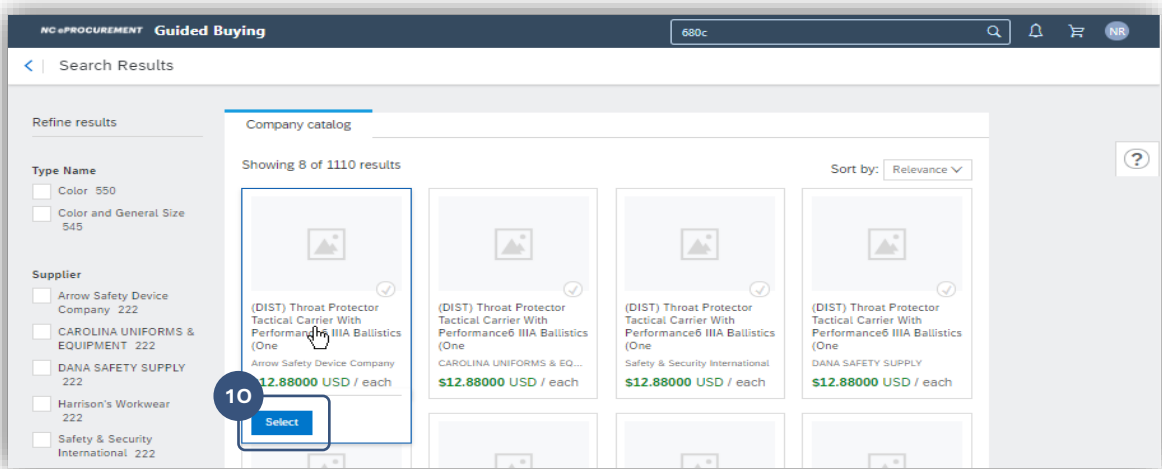 NC ePROCUREMENT Guided Buying
680c
NR
< | Search Results
Refine results
Type Name
Color 550
Color and General Size
545
Supplier
Arrow Safety Device
Company 222
CAROLINA UNIFORMS &
EQUIPMENT 222
DANA SAFETY SUPPLY
222
Harrison's Workwear
222
Safety & Security
International 222
Company catalog
Showing 8 of 1110 results
Sort by: Relevance
?
(DIST) Throat Protector
Tactical Carrier With
Performance6 IIIA Ballistics
(One
Arrow Safety Device Company
$12.88000 USD / each
10
Select
(DIST) Throat Protector
Tactical Carrier With
Performance6 IIIA Ballistics
(One
CAROLINA UNIFORMS & EQ...
$12.88000 USD / each
(DIST) Throat Protector
Tactical Carrier With
Performance6 IIIA Ballistics
(One
Safety & Security International
$12.88000 USD / each
(DIST) Throat Protector
Tactical Carrier With
Performance6 IIIA Ballistics
(One
DANA SAFETY SUPPLY
$12.88000 USD / each